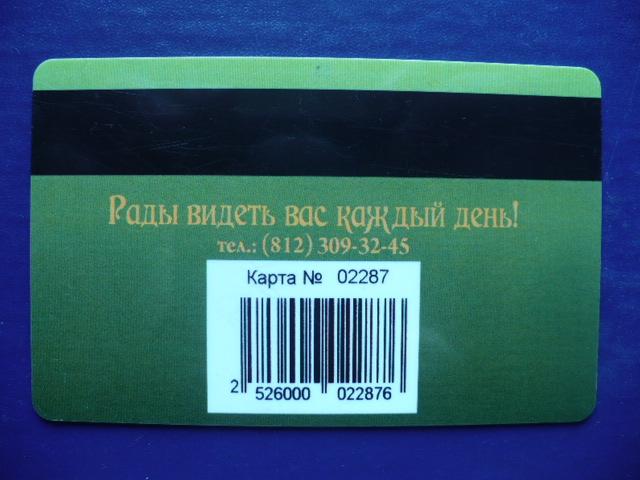 Рады видеть вас каждый день!
тел.: (812) 309-32-45
Карта № 02287
2 526000 022876